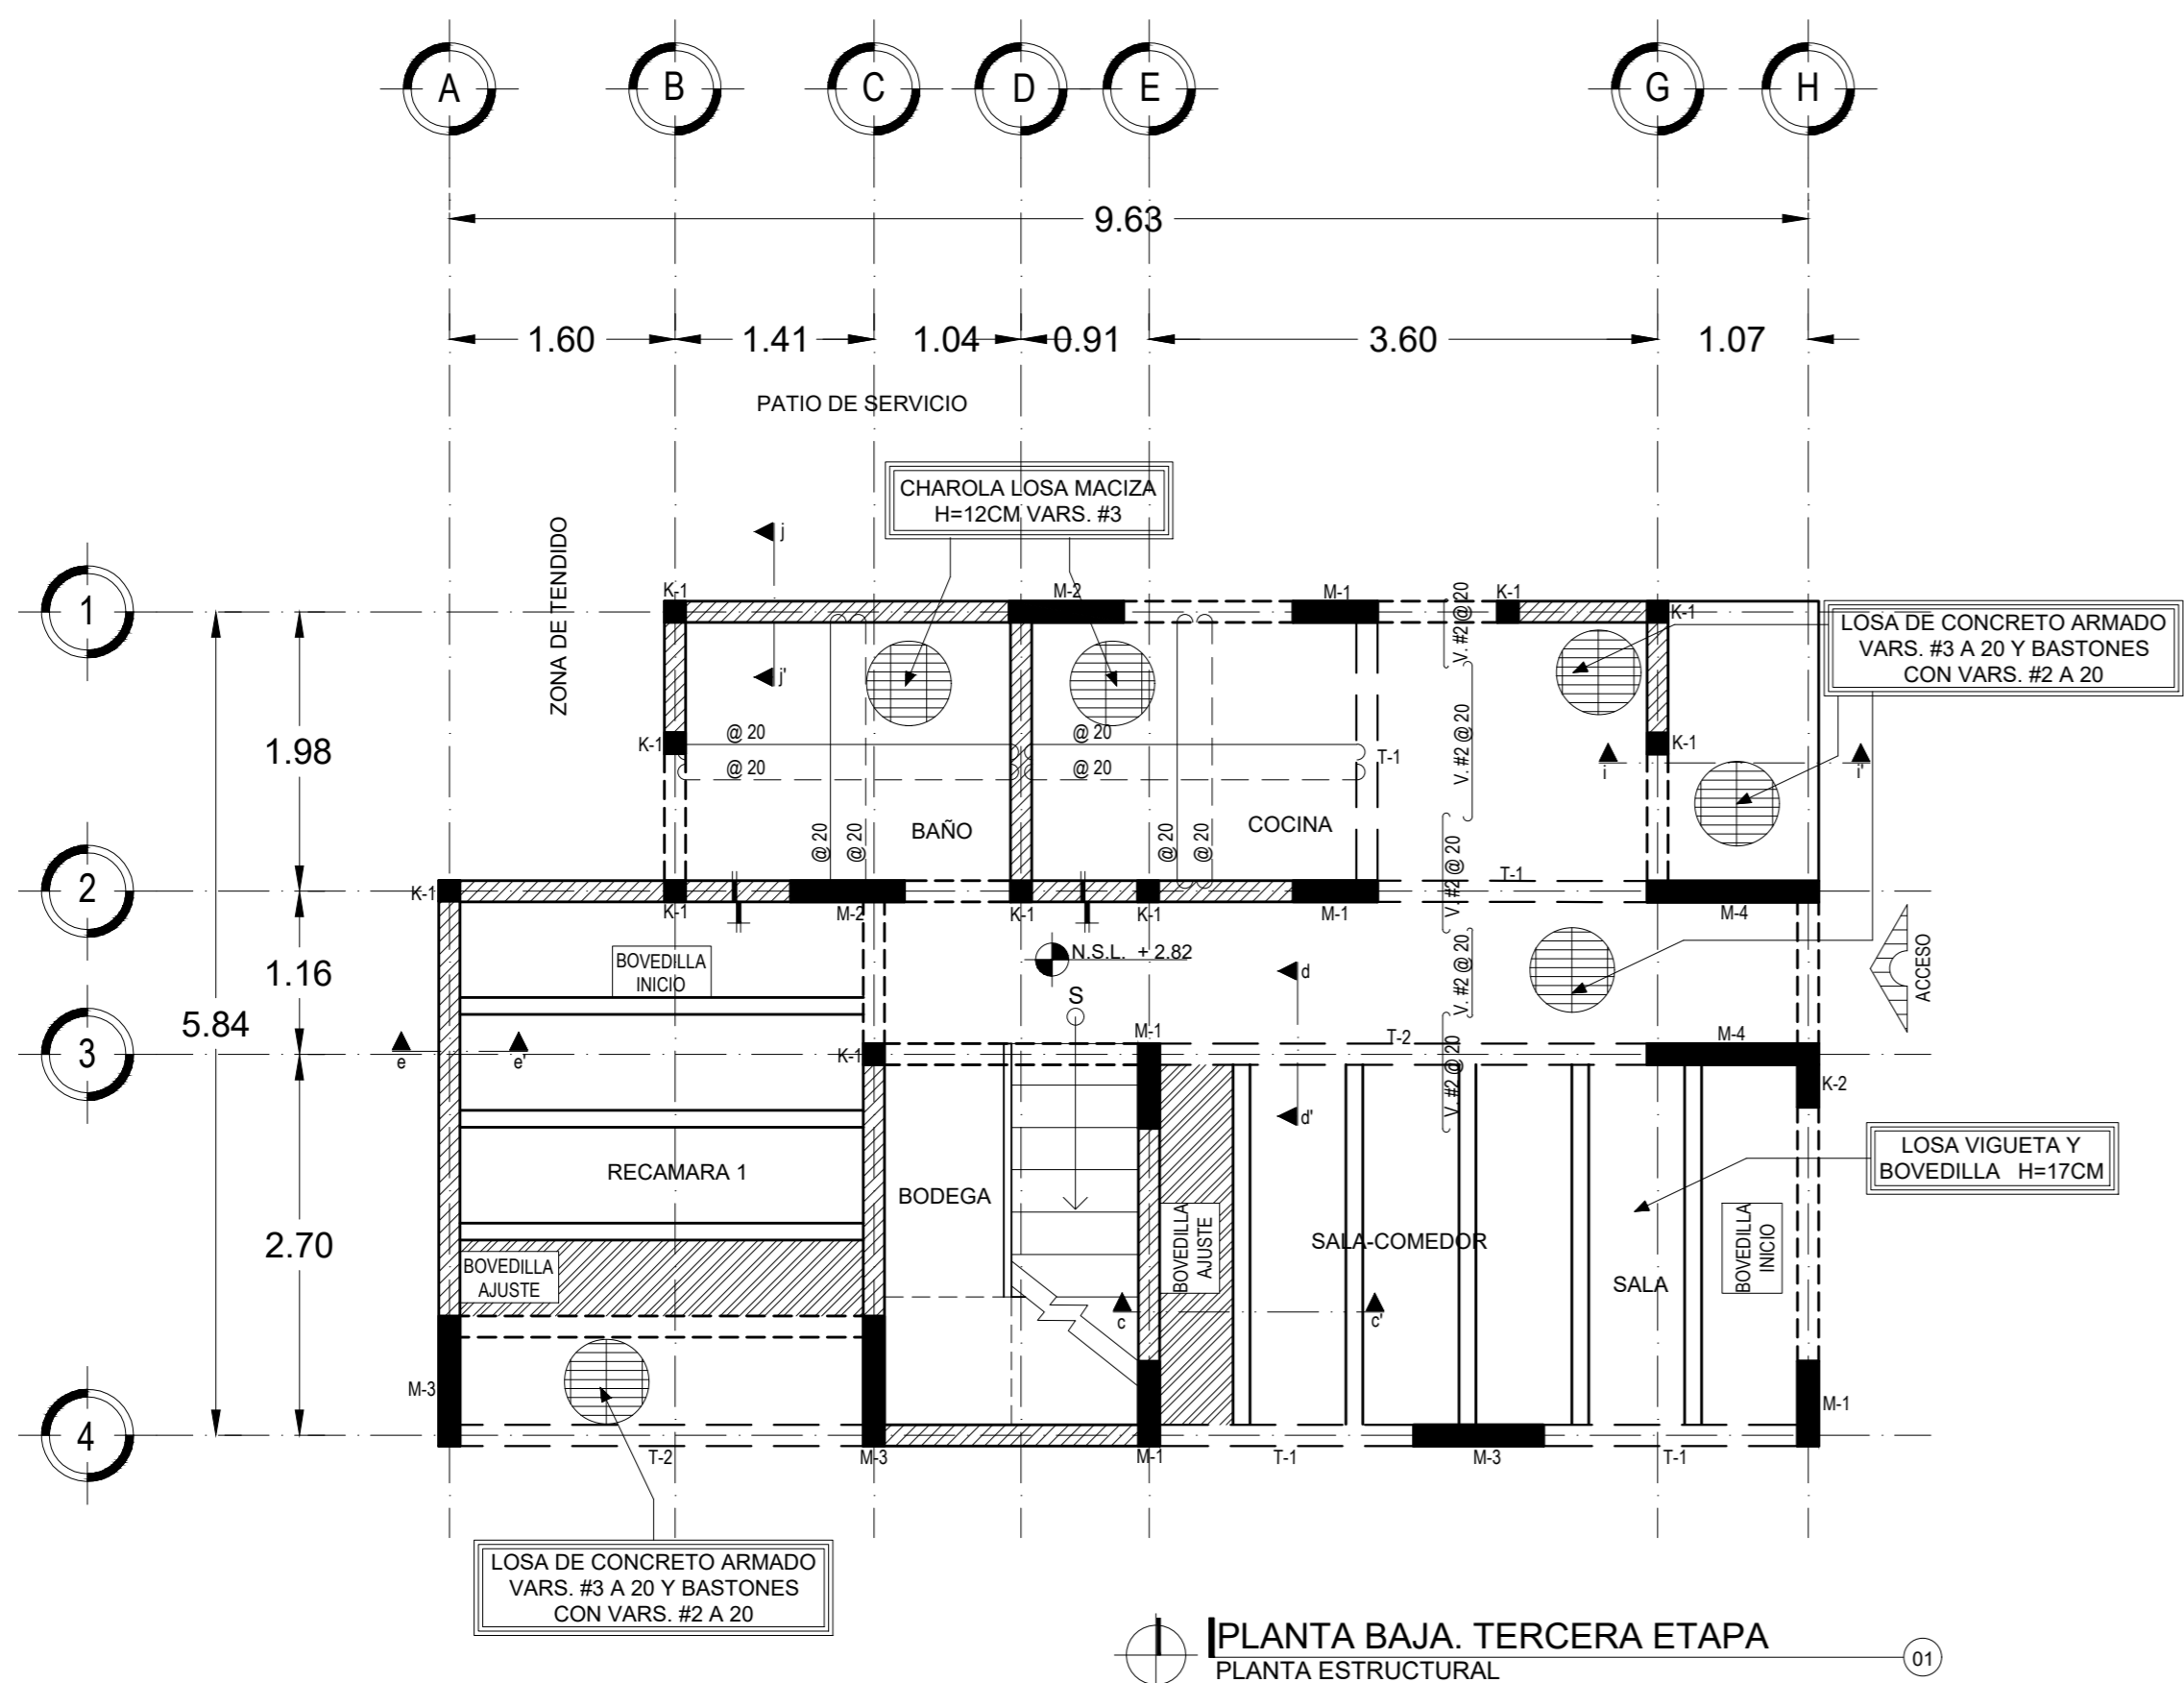 A
B
C
D
E
G
H
9.63
1.60
1.41
1.04
0.91
3.60
1.07
PATIO DE SERVICIO
CHAROLA LOSA MACIZA
H=12CM VARS. #3
ZONA DE TENDIDO
j
j'
1
K-1
M-2
M-1
K-1
K-1
V. #2 @ 20
LOSA DE CONCRETO ARMADO
VARS. #3 A 20 Y BASTONES
CON VARS. #2 A 20
1.98
K-1
@ 20
@ 20
@ 20
@ 20
T-1
V. #2 @ 20
K-1
i
i'
@ 20
@ 20
BAÑO
@ 20
@ 20
COCINA
2
K-1
K-1
M-2
K-1
K-1
M-1
V. #2 @ 20
T-1
M-4
1.16
5.84
BOVEDILLA
INICIO
N.S.L. + 2.82
d
V. #2 @ 20
ACCESO
S
3
e
e'
K-1
M-1
T-2
M-4
V. #2 @ 20
K-2
d'
LOSA VIGUETA Y
BOVEDILLA H=17CM
RECAMARA 1
BODEGA
2.70
BOVEDILLA
AJUSTE
BOVEDILLA
AJUSTE
SALA-COMEDOR
SALA
BOVEDILLA
INICIO
c
c'
M-3
M-1
4
T-2
M-3
M-1
T-1
M-3
T-1
LOSA DE CONCRETO ARMADO
VARS. #3 A 20 Y BASTONES
CON VARS. #2 A 20
PLANTA BAJA. TERCERA ETAPA
PLANTA ESTRUCTURAL
01